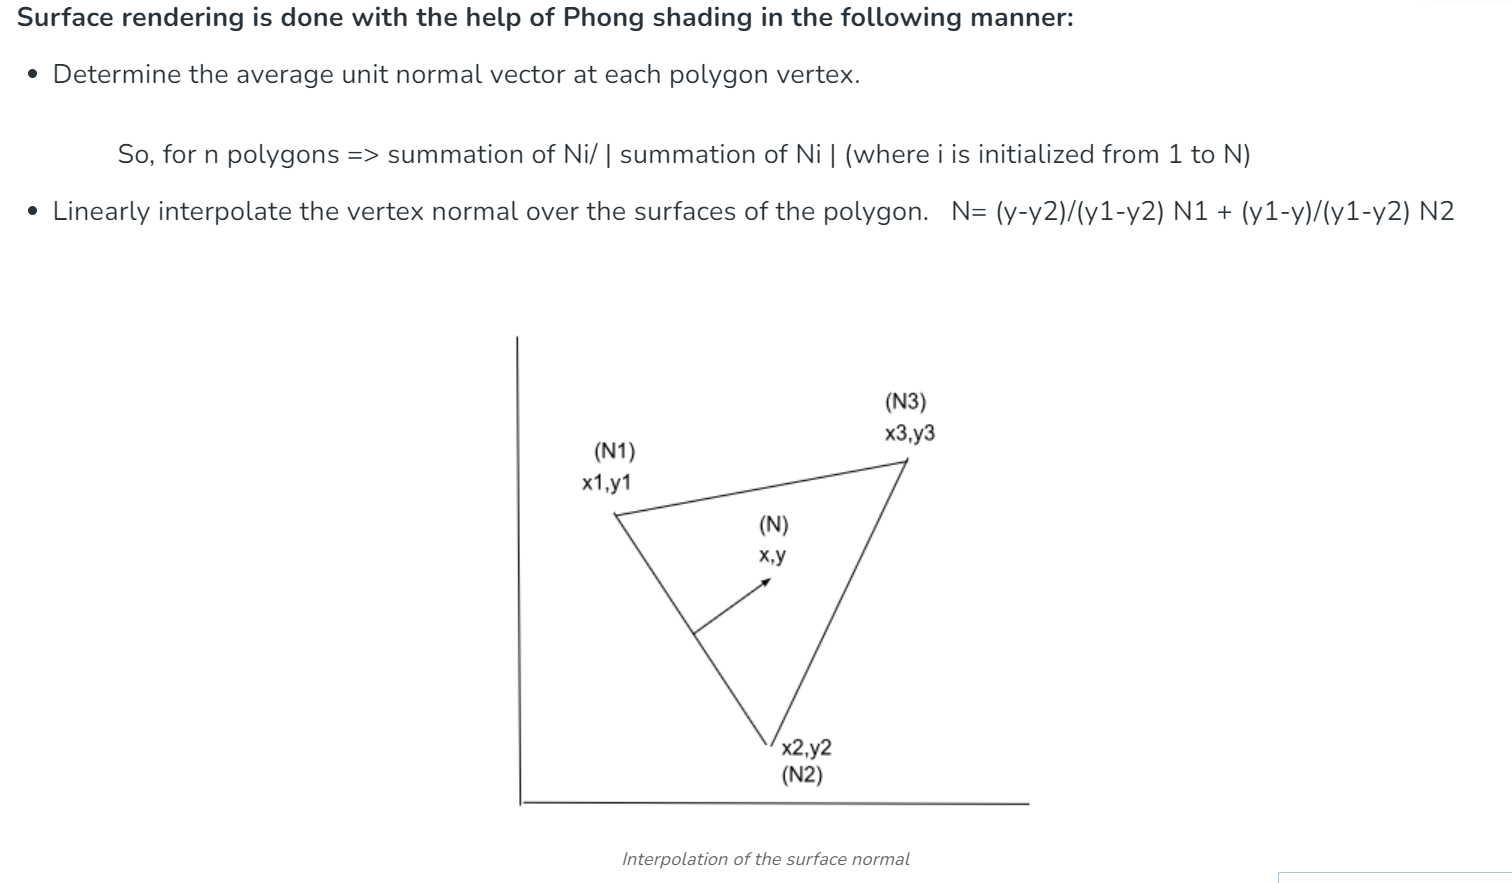 Surface rendering is done with the help of Phong shading in the following manner:
• Determine the average unit normal vector at each polygon vertex.
So, for n polygons => summation of Ni/ | summation of Ni | (where i is initialized from 1 to N)
• Linearly interpolate the vertex normal over the surfaces of the polygon. N= (y-y2)/(y1-y2) N1 + (y1-y)/(y1-y2) N2
(N3)
x3,y3
(N1)
x1,y1
(N)
x,y
x2,y2
(N2)
Interpolation of the surface normal